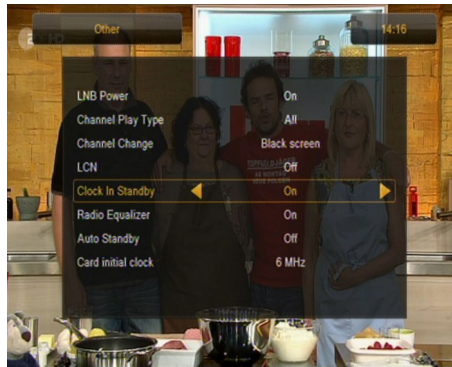 Other 14:16
HD
LNB Power On
Channel Play Type All
Channel Change Black screen
LCN Off
Clock In Standby On
Radio Equalizer On
Auto Standby Off
Card initial clock 6 MHz